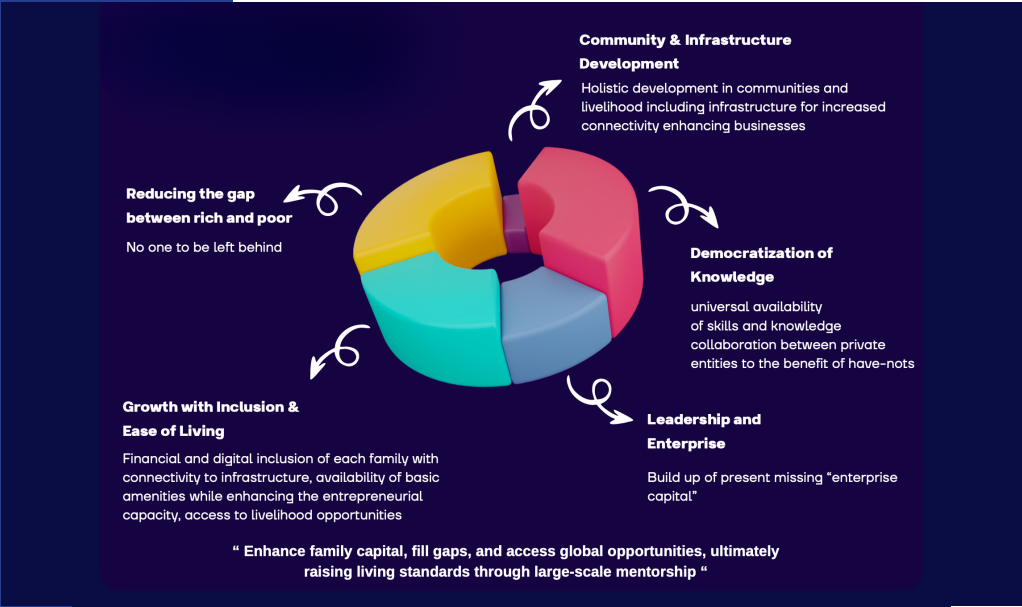 Community & Infrastructure
Development
Holistic development in communities and
livelihood including infrastructure for increased
connectivity enhancing businesses
Reducing the gap
between rich and poor
No one to be left behind
Democratization of
Knowledge
universal availability
of skills and knowledge
collaboration between private
entities to the benefit of have-nots
Growth with Inclusion &
Ease of Living
Financial and digital inclusion of each family with
connectivity to infrastructure, availability of basic
amenities while enhancing the entrepreneurial
capacity, access to livelihood opportunities
Leadership and
Enterprise
Build up of present missing “enterprise
capital”
“ Enhance family capital, fill gaps, and access global opportunities, ultimately
raising living standards through large-scale mentorship “